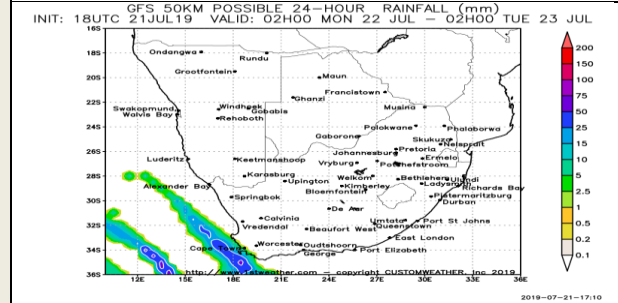 GFS 50KM POSSIBLE 24-HOUR RAINFALL (mm)
INIT: 18UTC 21JUL19 VALID: 02H00 MON 22 JUL - 02H00 TUE 23 JUL
16S
Ondangwa
Rundu
18S
Grootfontein
Maun
20S
Francistown
Ghanzi
Musina
22S
Swakopmund
Windhoek
Gobabis
Walvis Bay
Rehoboth
Polokwane
Phalaborwa
24S
Gaborone
Skukuza
Pretoria
Nelspruit
Johannesburg
Ermelo
26S
Luderitz
Keetmanshoop
Vryburg
Potchefstroom
Karasburg
Welkom
Bethlehem
Ulundi
28S
Alexander Bay
Upington
Kimberley
Ladysmith
Richards Bay
Bloemfontein
Springbok
Pietermaritzburg
30S
Durban
De Aar
Calvinia
Umtata
Port St Johns
32S
Vredendal
Beaufort West
Queenstown
East London
34S
Cape Town
Worcester
Oudtshoorn
George
Port Elizabeth
36S
copyright CUSTOMWEATHER, Inc 2019
12E 15E 18E 21E 24E 27E 30E 33E 36E
200
150
100
75
50
25
20
15
10
5
2.5
1
0.5
0.2
0.1
2019-07-21-17:10